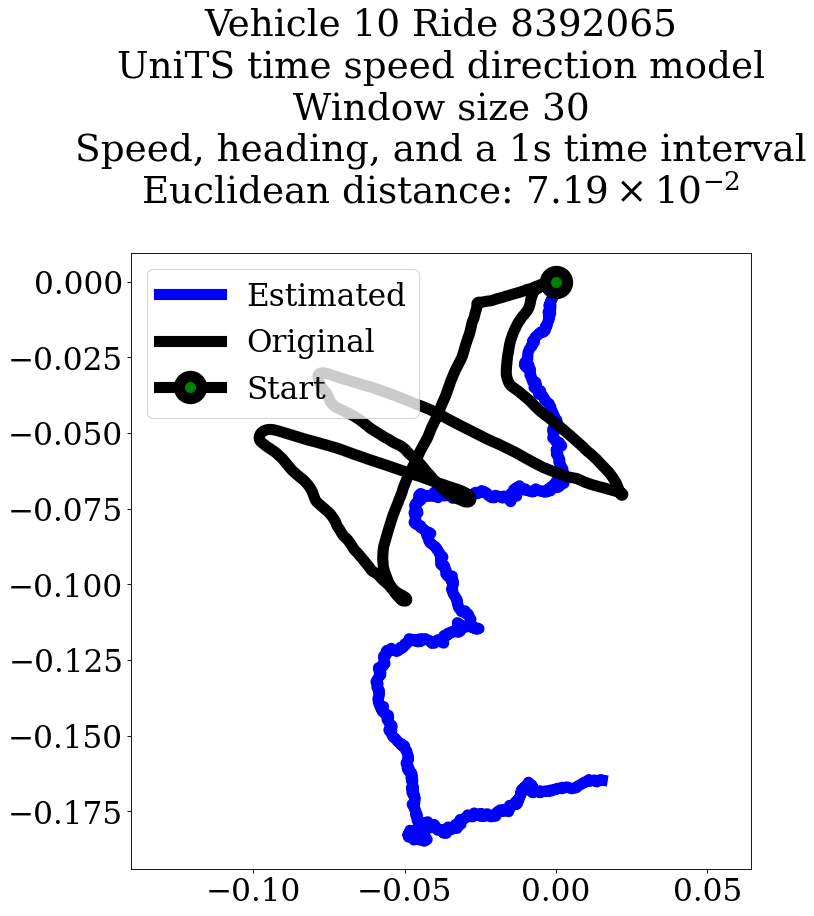 Vehicle 10 Ride 8392065
UniTS time speed direction model
Window size 30
Speed, heading, and a 1s time interval
Euclidean distance: 7.19 × 10⁻²
Estimated
Original
Start
0.000
−0.025
−0.050
−0.075
−0.100
−0.125
−0.150
−0.175
−0.10 −0.05 0.00 0.05